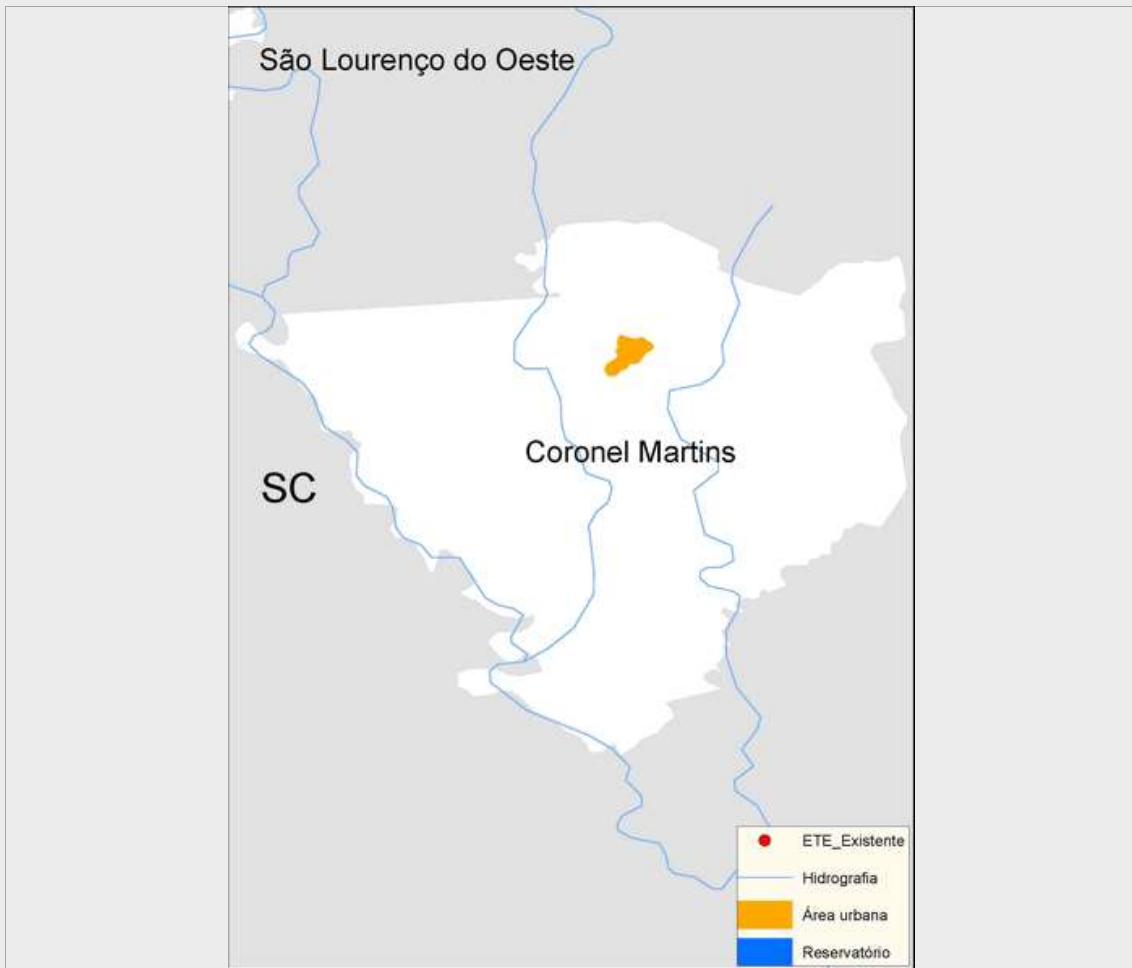 São Lourenço do Oeste
Coronel Martins
SC
ETE_Existente
Hidrografia
Área urbana
Reservatório